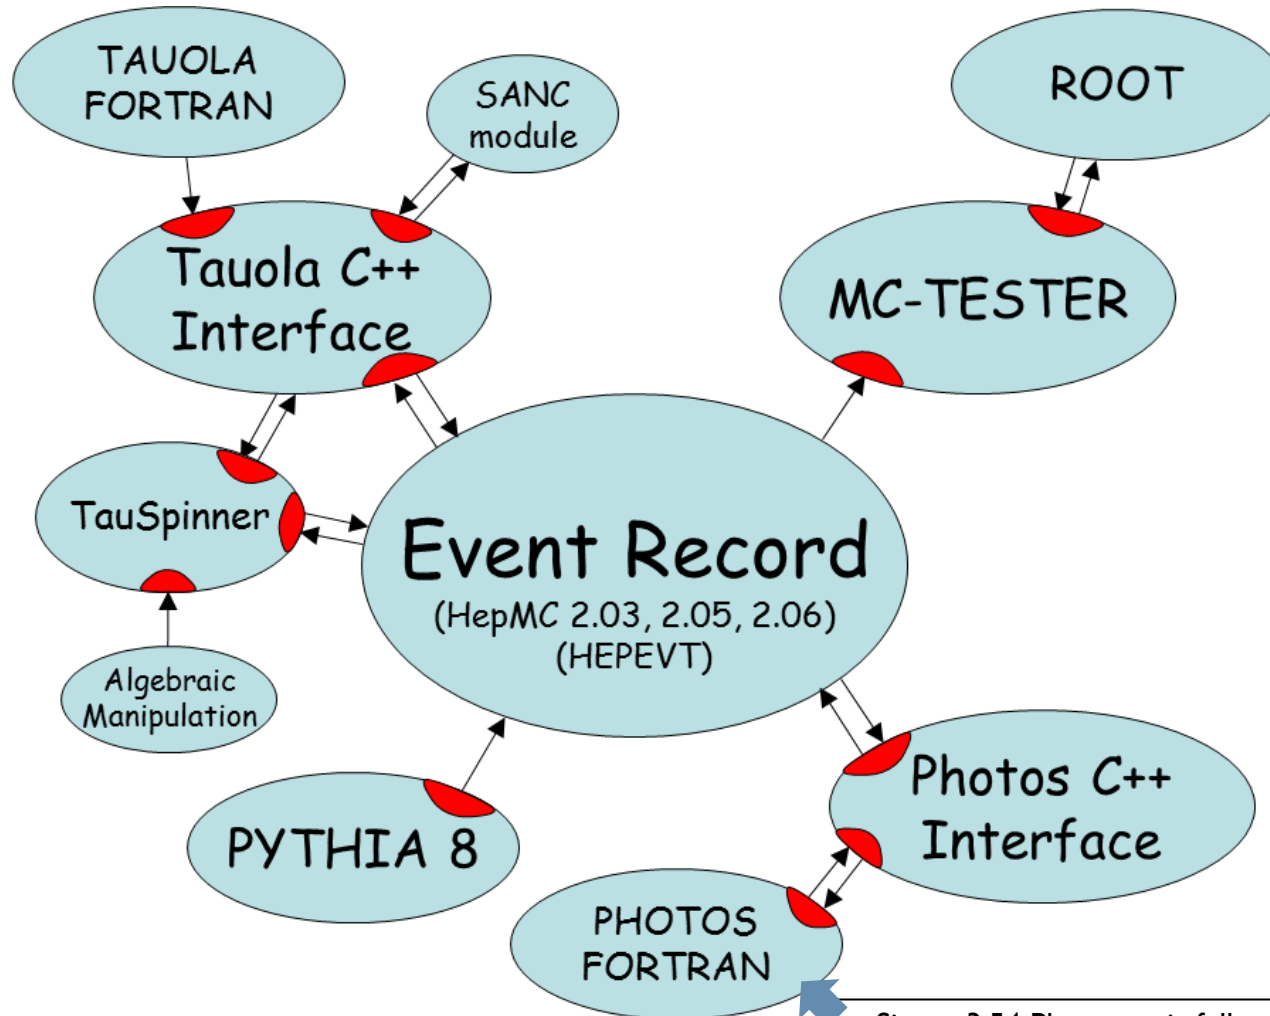 TAUOLA
FORTRAN
SANC
module
ROOT
Tauola C++
Interface
MC-TESTER
TauSpinner
Event Record
(HepMC 2.03, 2.05, 2.06)
(HEPEVT)
Algebraic
Manipulation
Photos C++
Interface
PYTHIA 8
PHOTOS
FORTRAN